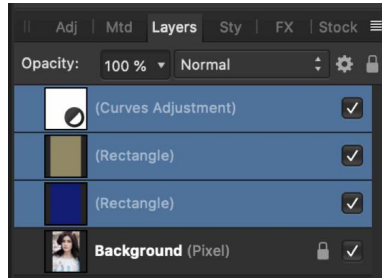 Adj Mtd Layers Sty FX Stock
Opacity: 100 % Normal
(Curves Adjustment)
(Rectangle)
(Rectangle)
Background (Pixel)